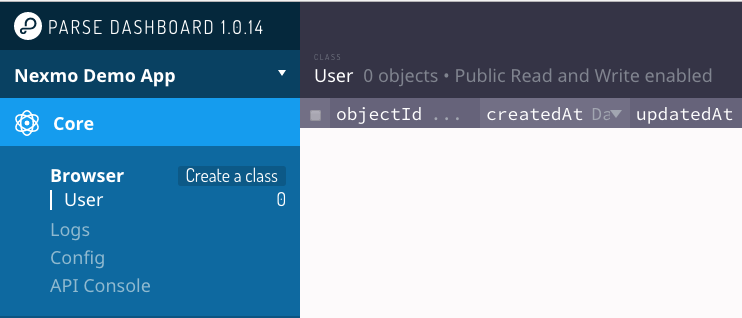 PARSE DASHBOARD 1.0.14
Nexmo Demo App
Core
Browser Create a class
User 0
Logs
Config
API Console
CLASS
User 0 objects • Public Read and Write enabled
objectId ... createdAt Da updatedAt